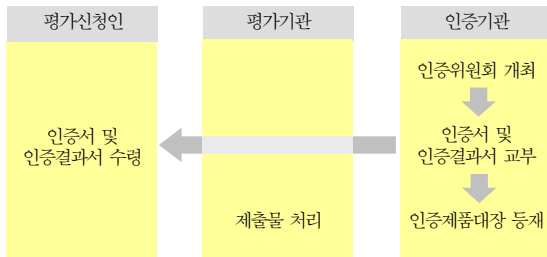 평가신청인
평가기관
인증기관
인증위원회 개최
인증서 및
인증결과서 수령
인증서 및
인증결과서 교부
제출물 처리
인증제품대장 등재